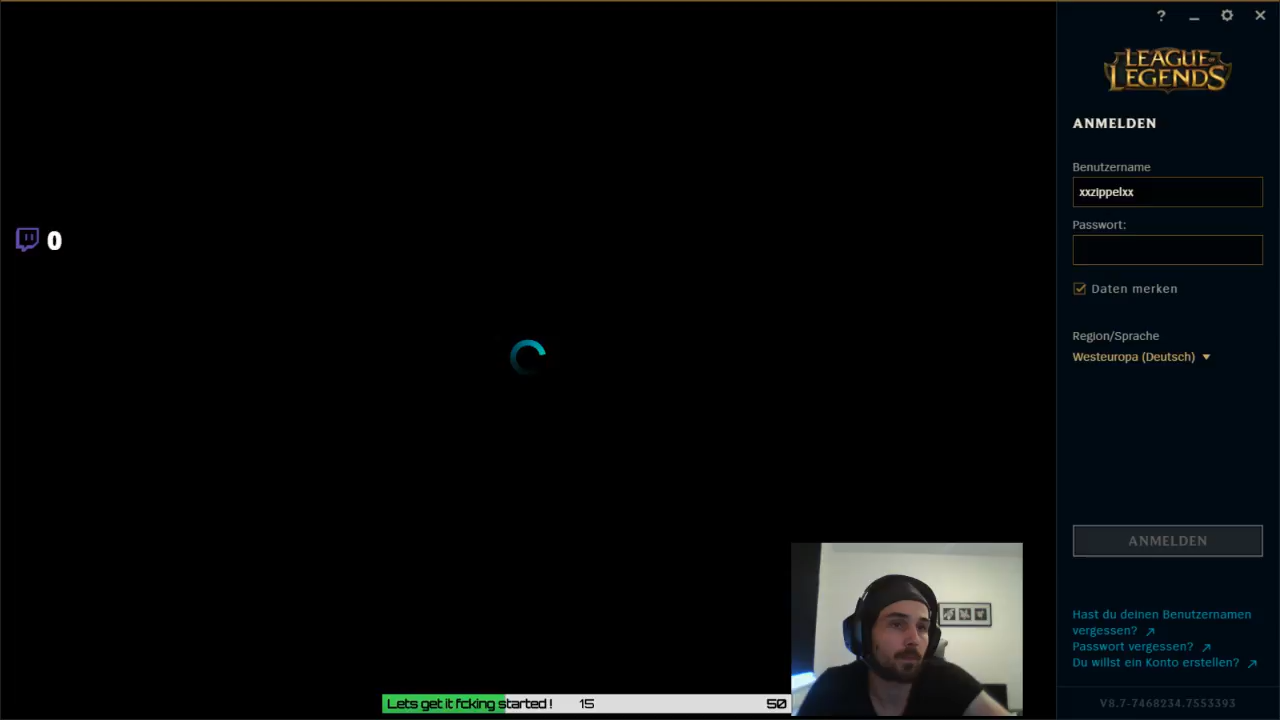 ?
LEAGUE OF
LEGENDS
ANMELDEN
Benutzername
xxzippelxx
Passwort:
Daten merken
Region/Sprache
Westeuropa (Deutsch)
ANMELDEN
Hast du deinen Benutzernamen
vergessen?
Passwort vergessen?
Du willst ein Konto erstellen?
V8.7-7468234.7553393
0
Lets get it fcking started! 15 50